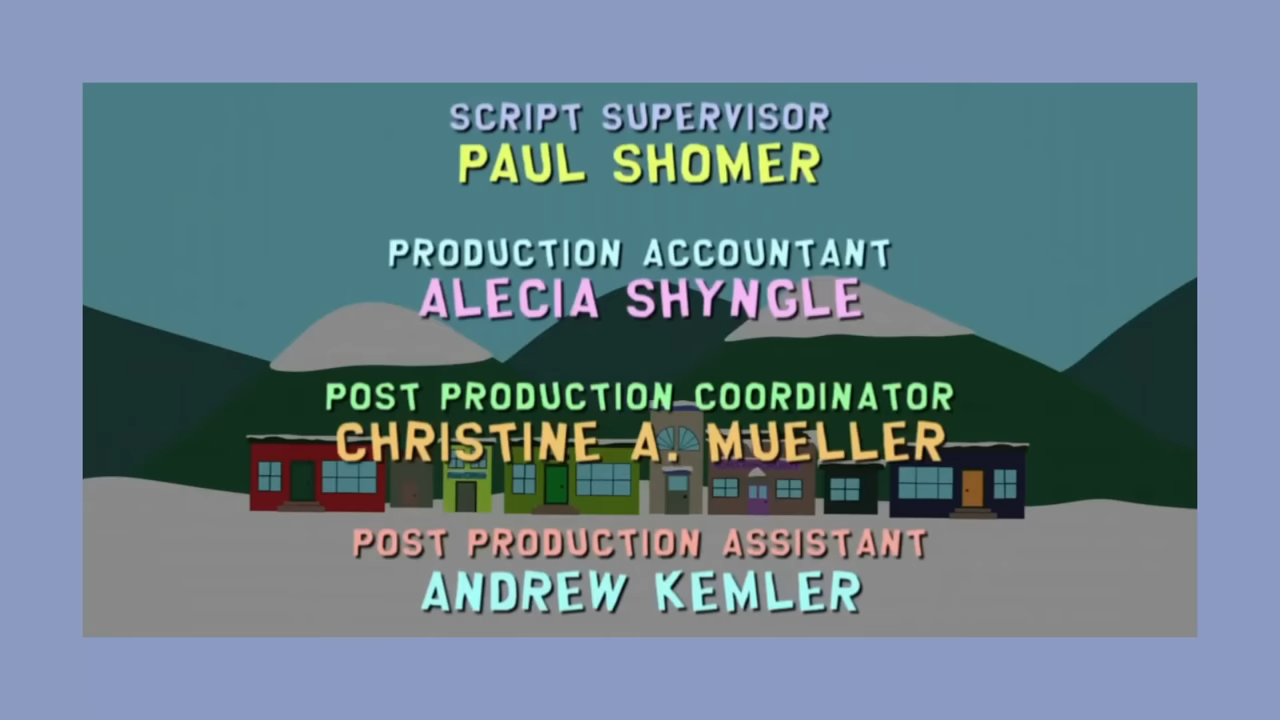 SCRIPT SUPERVISOR
PAUL SHOMER
PRODUCTION ACCOUNTANT
ALECIA SHYNGLE
POST PRODUCTION COORDINATOR
CHRISTINE A. MUELLER
POST PRODUCTION ASSISTANT
ANDREW KEMLER